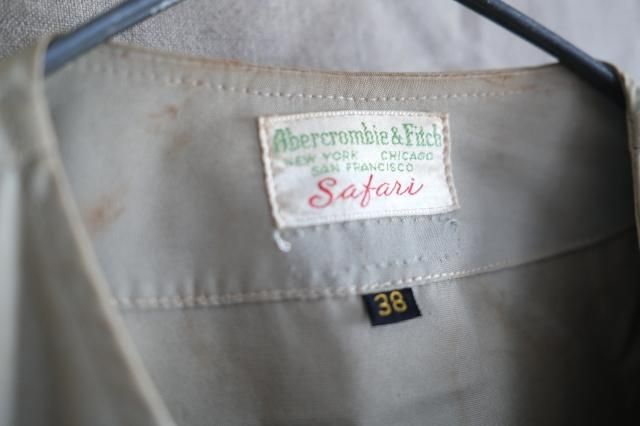 Abercrombie & Fitch
NEW YORK CHICAGO
SAN FRANCISCO
Safari
38